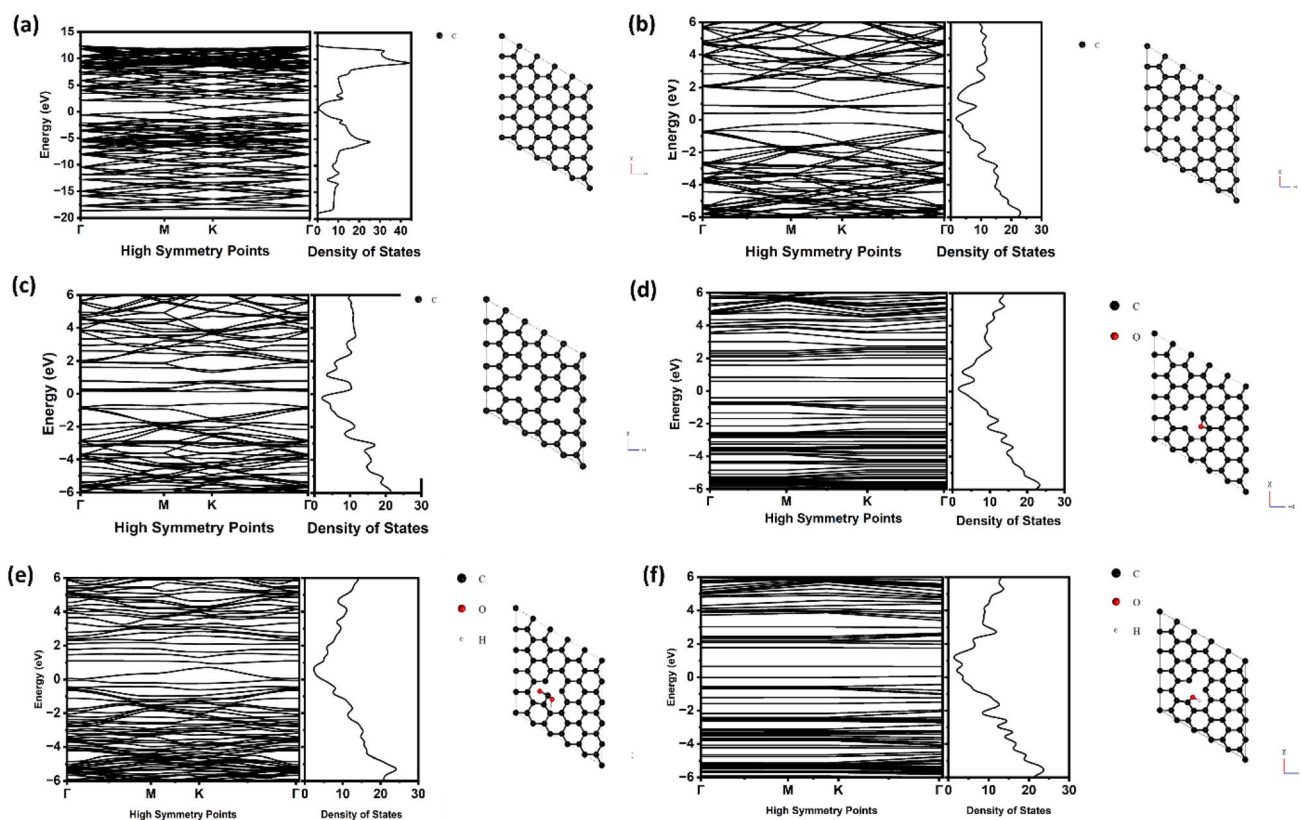 (a)
15
10
5
0
−5
−10
−15
−20
Energy (eV)
Γ M K Γ
0 10 20 30 40
High Symmetry Points
Density of States
C
(b)
6
4
2
0
−2
−4
−6
Energy (eV)
Γ M K Γ
0 10 20 30
High Symmetry Points
Density of States
C
(c)
6
4
2
0
−2
−4
−6
Energy (eV)
Γ M K Γ
0 10 20 30
High Symmetry Points
Density of States
C
(d)
6
4
2
0
−2
−4
−6
Energy (eV)
Γ M K Γ
0 10 20 30
High Symmetry Points
Density of States
C
O
(e)
6
4
2
0
−2
−4
−6
Energy (eV)
Γ M K Γ
0 10 20 30
High Symmetry Points
Density of States
C
O
H
(f)
6
4
2
0
−2
−4
−6
Energy (eV)
Γ M K Γ
0 10 20 30
High Symmetry Points
Density of States
C
O
H